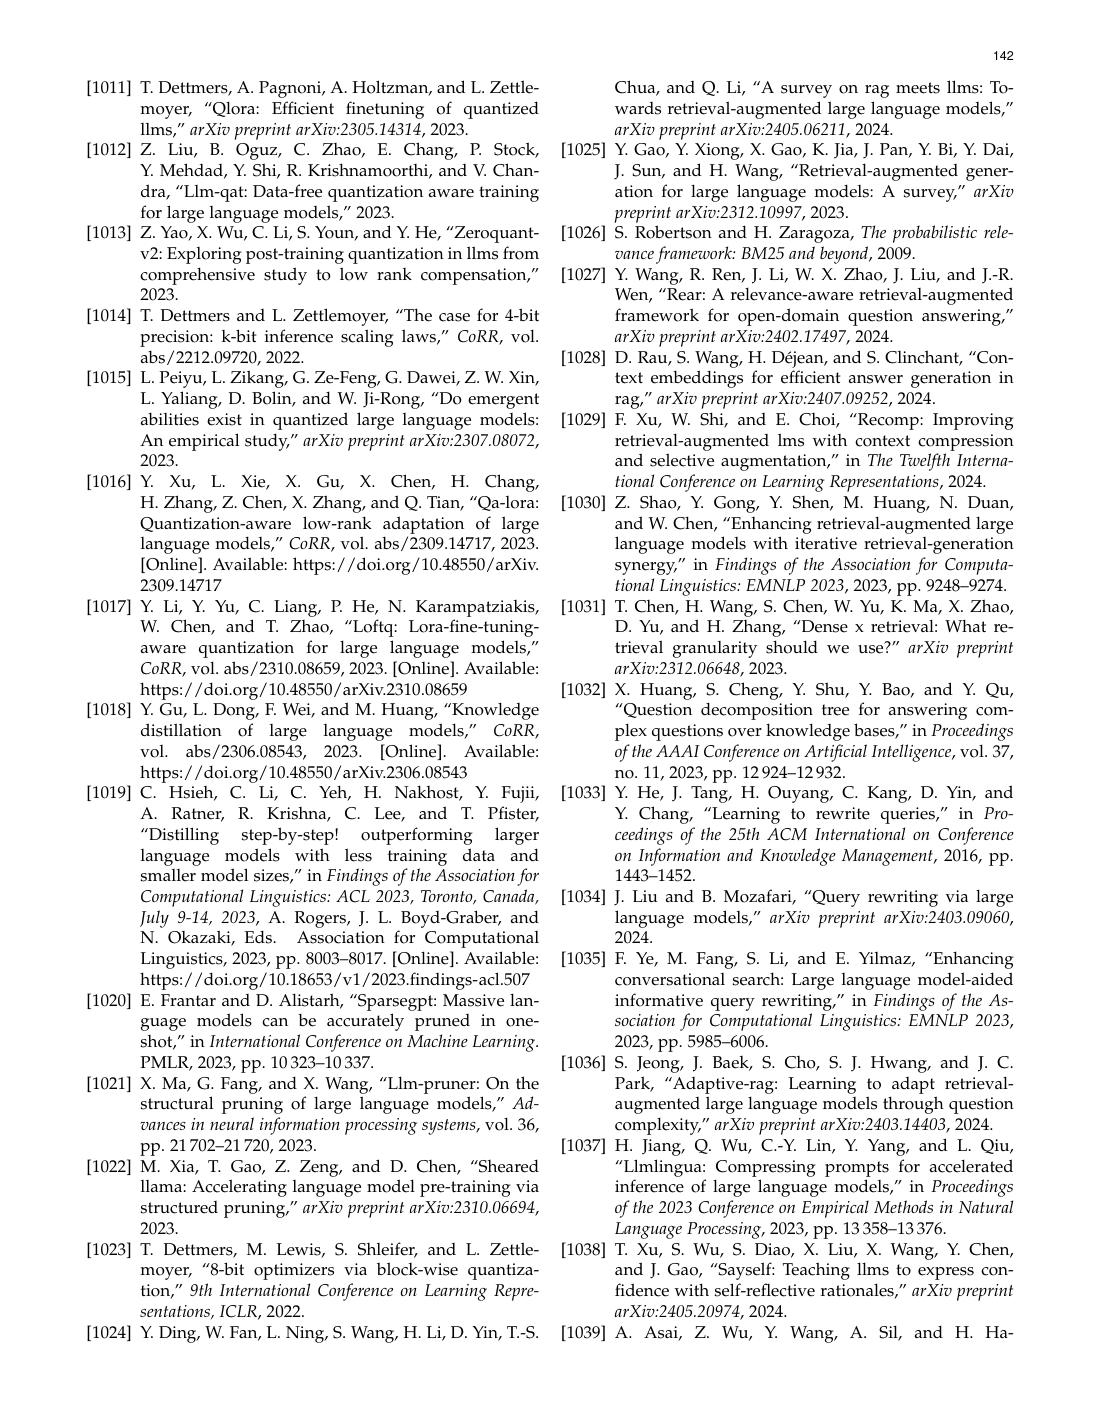 142
[1011] T. Dettmers, A. Pagnoni, A. Holtzman, and L. Zettle-
moyer, “Qlora: Efficient finetuning of quantized
llms,” arXiv preprint arXiv:2305.14314, 2023.
[1012] Z. Liu, B. Oguz, C. Zhao, E. Chang, P. Stock,
Y. Mehdad, Y. Shi, R. Krishnamoorthi, and V. Chan-
dra, “Llm-qat: Data-free quantization aware training
for large language models,” 2023.
[1013] Z. Yao, X. Wu, C. Li, S. Youn, and Y. He, “Zeroquant-
v2: Exploring post-training quantization in llms from
comprehensive study to low rank compensation,”
2023.
[1014] T. Dettmers and L. Zettlemoyer, “The case for 4-bit
precision: k-bit inference scaling laws,” CoRR, vol.
abs/2212.09720, 2022.
[1015] L. Peiyu, L. Zikang, G. Ze-Feng, G. Dawei, Z. W. Xin,
L. Yaliang, D. Bolin, and W. Ji-Rong, “Do emergent
abilities exist in quantized large language models:
An empirical study,” arXiv preprint arXiv:2307.08072,
2023.
[1016] Y. Xu, L. Xie, X. Gu, X. Chen, H. Chang,
H. Zhang, Z. Chen, X. Zhang, and Q. Tian, “Qa-lora:
Quantization-aware low-rank adaptation of large
language models,” CoRR, vol. abs/2309.14717, 2023.
[Online]. Available: https://doi.org/10.48550/arXiv.
2309.14717
[1017] Y. Li, Y. Yu, C. Liang, P. He, N. Karampatziakis,
W. Chen, and T. Zhao, “Loftq: Lora-fine-tuning-
aware quantization for large language models,”
CoRR, vol. abs/2310.08659, 2023. [Online]. Available:
https://doi.org/10.48550/arXiv.2310.08659
[1018] Y. Gu, L. Dong, F. Wei, and M. Huang, “Knowledge
distillation of large language models,” CoRR,
vol. abs/2306.08543, 2023. [Online]. Available:
https://doi.org/10.48550/arXiv.2306.08543
[1019] C. Hsieh, C. Li, C. Yeh, H. Nakhost, Y. Fujii,
A. Ratner, R. Krishna, C. Lee, and T. Pfister,
“Distilling step-by-step! outperforming larger
language models with less training data and
smaller model sizes,” in Findings of the Association for
Computational Linguistics: ACL 2023, Toronto, Canada,
July 9-14, 2023, A. Rogers, J. L. Boyd-Graber, and
N. Okazaki, Eds. Association for Computational
Linguistics, 2023, pp. 8003–8017. [Online]. Available:
https://doi.org/10.18653/v1/2023.findings-acl.507
[1020] E. Frantar and D. Alistarh, “Sparsegpt: Massive lan-
guage models can be accurately pruned in one-
shot,” in International Conference on Machine Learning.
PMLR, 2023, pp. 10 323–10 337.
[1021] X. Ma, G. Fang, and X. Wang, “Llm-pruner: On the
structural pruning of large language models,” Ad-
vances in neural information processing systems, vol. 36,
pp. 21 702–21 720, 2023.
[1022] M. Xia, T. Gao, Z. Zeng, and D. Chen, “Sheared
llama: Accelerating language model pre-training via
structured pruning,” arXiv preprint arXiv:2310.06694,
2023.
[1023] T. Dettmers, M. Lewis, S. Shleifer, and L. Zettle-
moyer, “8-bit optimizers via block-wise quantiza-
tion,” 9th International Conference on Learning Repre-
sentations, ICLR, 2022.
[1024] Y. Ding, W. Fan, L. Ning, S. Wang, H. Li, D. Yin, T.-S.
Chua, and Q. Li, “A survey on rag meets llms: To-
wards retrieval-augmented large language models,”
arXiv preprint arXiv:2405.06211, 2024.
[1025] Y. Gao, Y. Xiong, X. Gao, K. Jia, J. Pan, Y. Bi, Y. Dai,
J. Sun, and H. Wang, “Retrieval-augmented gener-
ation for large language models: A survey,” arXiv
preprint arXiv:2312.10997, 2023.
[1026] S. Robertson and H. Zaragoza, The probabilistic rele-
vance framework: BM25 and beyond, 2009.
[1027] Y. Wang, R. Ren, J. Li, W. X. Zhao, J. Liu, and J.-R.
Wen, “Rear: A relevance-aware retrieval-augmented
framework for open-domain question answering,”
arXiv preprint arXiv:2402.17497, 2024.
[1028] D. Rau, S. Wang, H. Déjean, and S. Clinchant, “Con-
text embeddings for efficient answer generation in
rag,” arXiv preprint arXiv:2407.09252, 2024.
[1029] F. Xu, W. Shi, and E. Choi, “Recomp: Improving
retrieval-augmented lms with context compression
and selective augmentation,” in The Twelfth Interna-
tional Conference on Learning Representations, 2024.
[1030] Z. Shao, Y. Gong, Y. Shen, M. Huang, N. Duan,
and W. Chen, “Enhancing retrieval-augmented large
language models with iterative retrieval-generation
synergy,” in Findings of the Association for Computa-
tional Linguistics: EMNLP 2023, 2023, pp. 9248–9274.
[1031] T. Chen, H. Wang, S. Chen, W. Yu, K. Ma, X. Zhao,
D. Yu, and H. Zhang, “Dense x retrieval: What re-
trieval granularity should we use?” arXiv preprint
arXiv:2312.06648, 2023.
[1032] X. Huang, S. Cheng, Y. Shu, Y. Bao, and Y. Qu,
“Question decomposition tree for answering com-
plex questions over knowledge bases,” in Proceedings
of the AAAI Conference on Artificial Intelligence, vol. 37,
no. 11, 2023, pp. 12 924–12 932.
[1033] Y. He, J. Tang, H. Ouyang, C. Kang, D. Yin, and
Y. Chang, “Learning to rewrite queries,” in Pro-
ceedings of the 25th ACM International on Conference
on Information and Knowledge Management, 2016, pp.
1443–1452.
[1034] J. Liu and B. Mozafari, “Query rewriting via large
language models,” arXiv preprint arXiv:2403.09060,
2024.
[1035] F. Ye, M. Fang, S. Li, and E. Yilmaz, “Enhancing
conversational search: Large language model-aided
informative query rewriting,” in Findings of the As-
sociation for Computational Linguistics: EMNLP 2023,
2023, pp. 5985–6006.
[1036] S. Jeong, J. Baek, S. Cho, S. J. Hwang, and J. C.
Park, “Adaptive-rag: Learning to adapt retrieval-
augmented large language models through question
complexity,” arXiv preprint arXiv:2403.14403, 2024.
[1037] H. Jiang, Q. Wu, C.-Y. Lin, Y. Yang, and L. Qiu,
“Llmlingua: Compressing prompts for accelerated
inference of large language models,” in Proceedings
of the 2023 Conference on Empirical Methods in Natural
Language Processing, 2023, pp. 13 358–13 376.
[1038] T. Xu, S. Wu, S. Diao, X. Liu, X. Wang, Y. Chen,
and J. Gao, “Sayself: Teaching llms to express con-
fidence with self-reflective rationales,” arXiv preprint
arXiv:2405.20974, 2024.
[1039] A. Asai, Z. Wu, Y. Wang, A. Sil, and H. Ha-